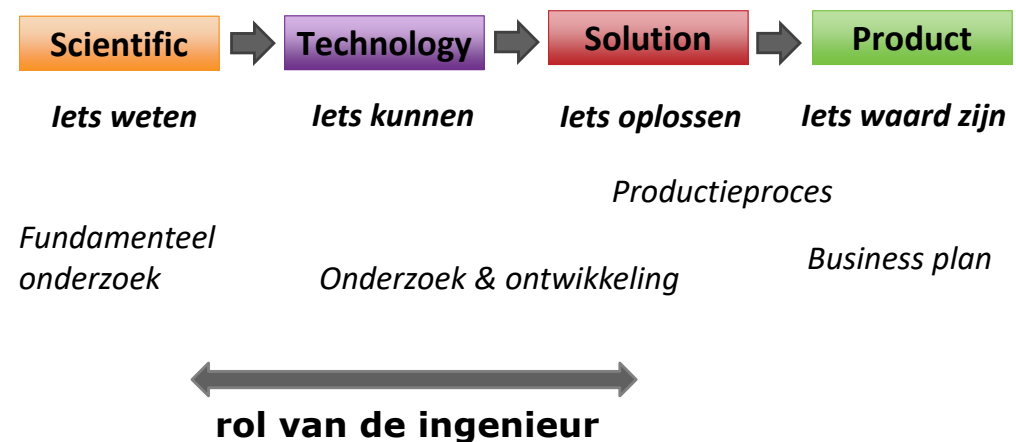 Scientific
Technology
Solution
Product
Iets weten
Iets kunnen
Iets oplossen
Iets waard zijn
Productieproces
Fundamenteel
onderzoek
Onderzoek & ontwikkeling
Business plan
rol van de ingenieur